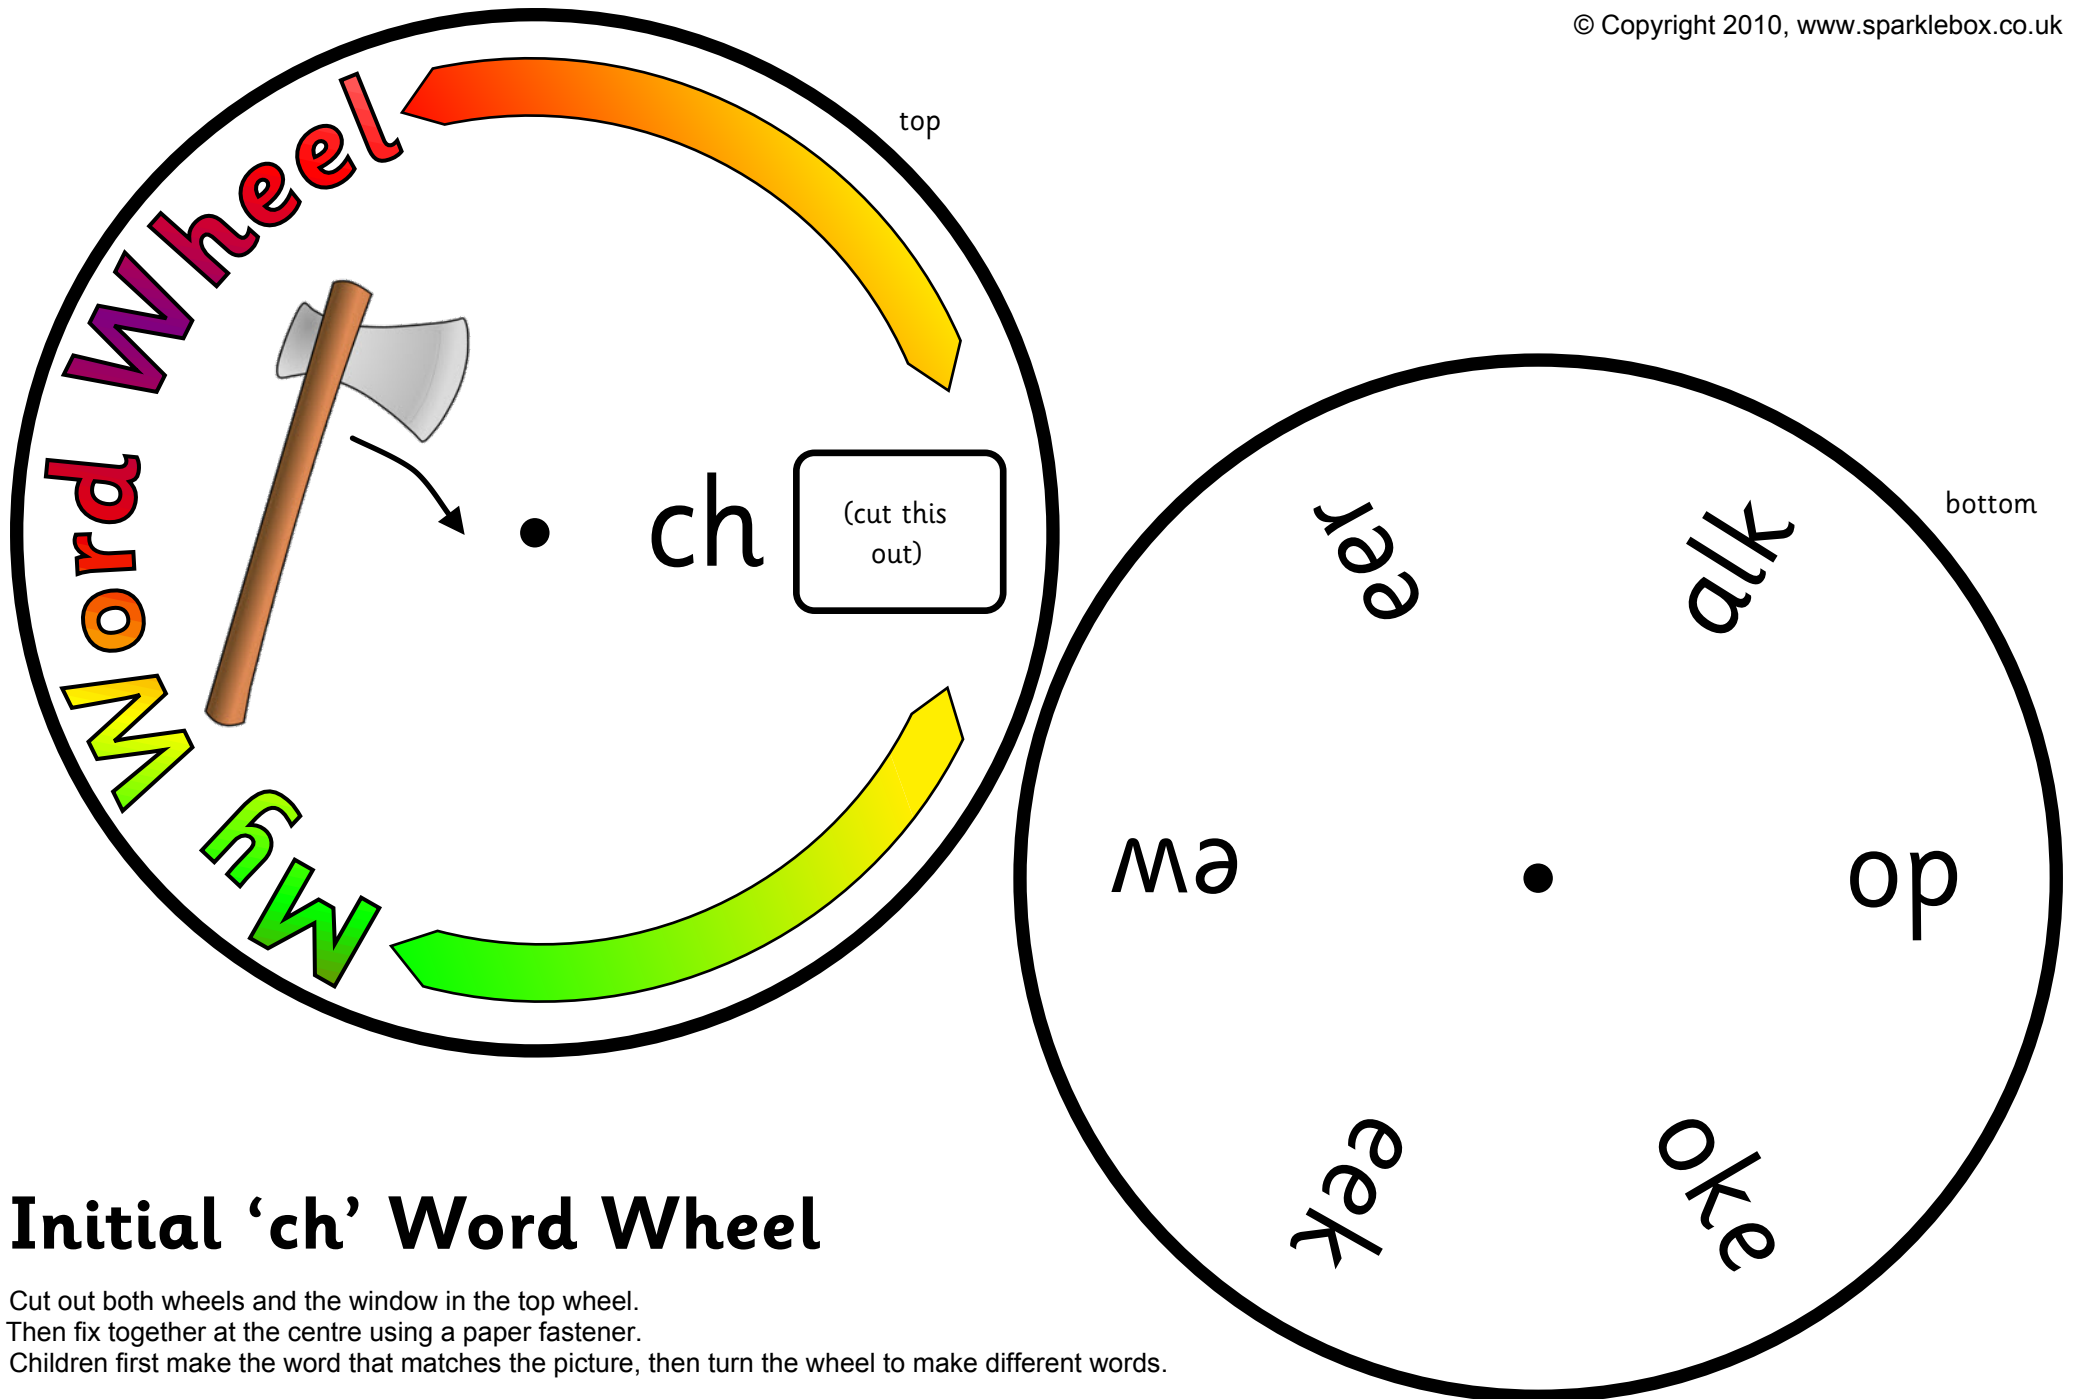 © Copyright 2010, www.sparklebox.co.uk
top
My Word Wheel
ch
(cut this
out)
bottom
eer
alk
ew
op
eek
oke
Initial ‘ch’ Word Wheel
Cut out both wheels and the window in the top wheel.
Then fix together at the centre using a paper fastener.
Children first make the word that matches the picture, then turn the wheel to make different words.